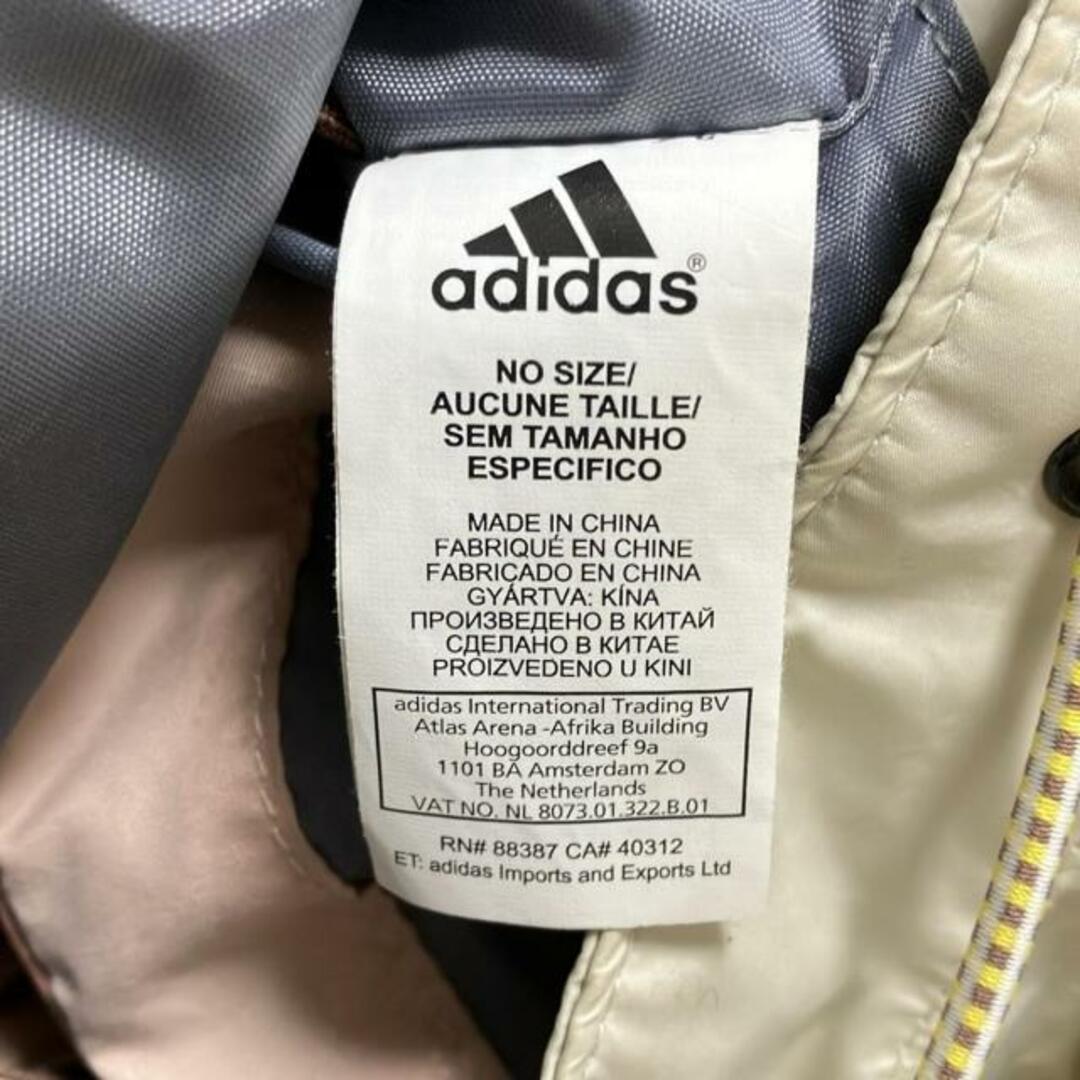 adidas®
NO SIZE/
AUCUNE TAILLE/
SEM TAMANHO
ESPECIFICO
MADE IN CHINA
FABRIQUÉ EN CHINE
FABRICADO EN CHINA
GYÁRTVA: KÍNA
ПРОИЗВЕДЕНО В КИТАЙ
СДЕЛАНО В КИТАЕ
PROIZVEDENO U KINI
adidas International Trading BV
Atlas Arena -Afrika Building
Hoogoorddreef 9a
1101 BA Amsterdam ZO
The Netherlands
VAT NO. NL 8073.01.322.B.01
RN# 88387 CA# 40312
ET: adidas Imports and Exports Ltd